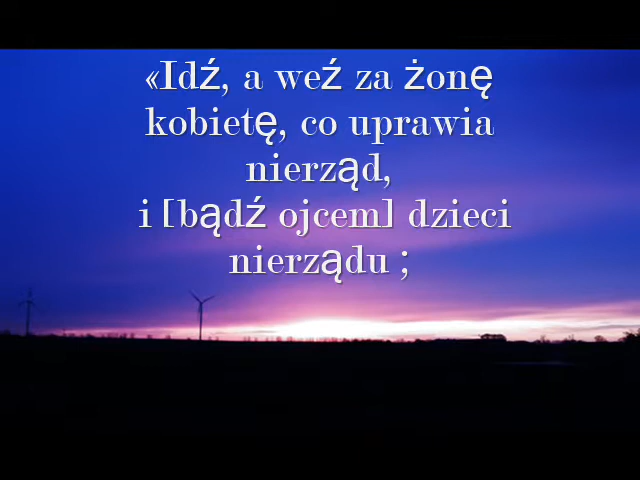 «Idź, a weź za żonę
kobietę, co uprawia
nierząd,
i [bądź ojcem] dzieci
nierządu ;